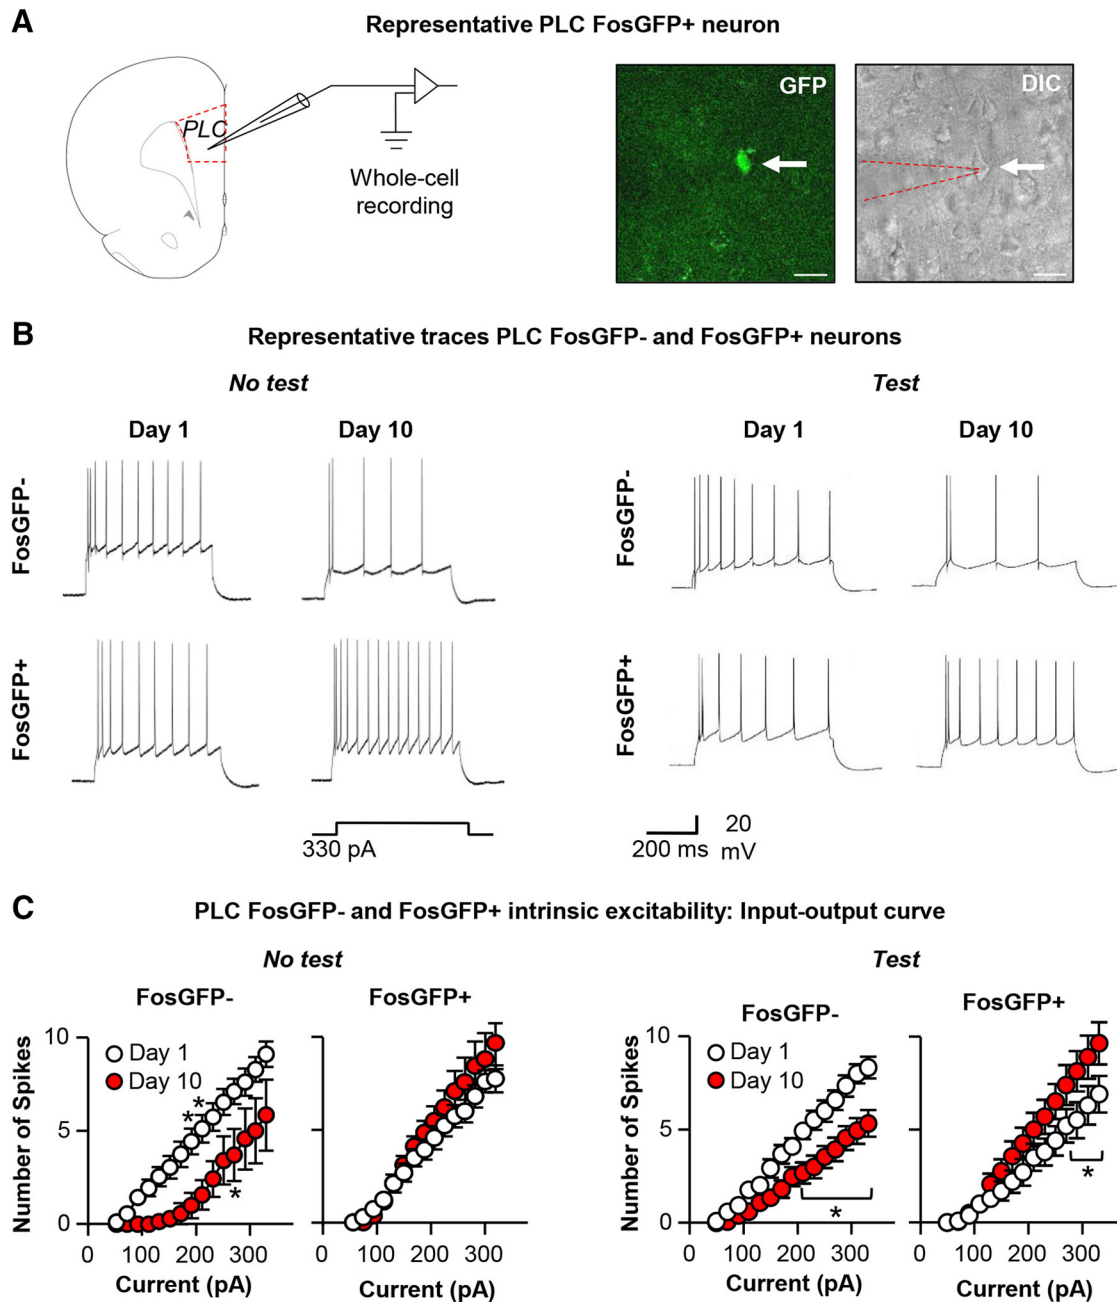 A
Representative PLC FosGFP+ neuron
PLC
Whole-cell
recording
GFP
DIC
B
Representative traces PLC FosGFP- and FosGFP+ neurons
No test
Test
Day 1
Day 10
Day 1
Day 10
FosGFP-
FosGFP-
FosGFP+
FosGFP+
330 pA
200 ms
20
mV
C
PLC FosGFP- and FosGFP+ intrinsic excitability: Input-output curve
No test
Test
FosGFP-
FosGFP+
FosGFP-
FosGFP+
Number of Spikes
10
5
0
Day 1
Day 10
* *
*
0 100 200 300
Current (pA)
0 100 200 300
Current (pA)
Number of Spikes
10
5
0
Day 1
Day 10
*
0 100 200 300
Current (pA)
*
0 100 200 300
Current (pA)